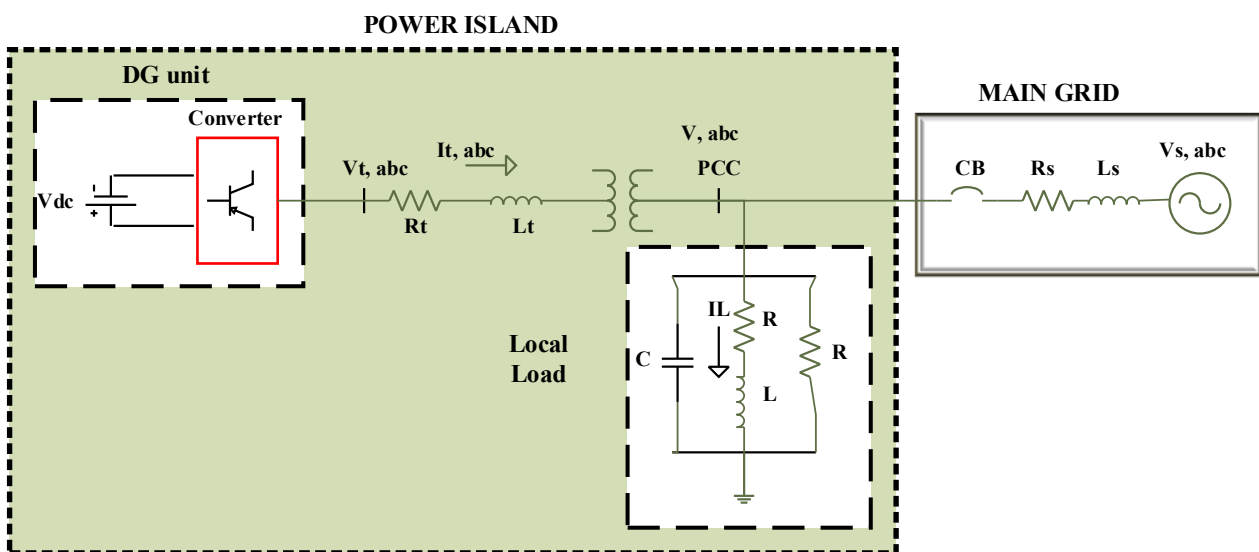 POWER ISLAND
DG unit
MAIN GRID
Converter
V, abc
It, abc
Vt, abc
PCC
CB
Rs
Ls
Vs, abc
Vdc
-
+
Rt
Lt
IL
R
Local
Load
C
R
L